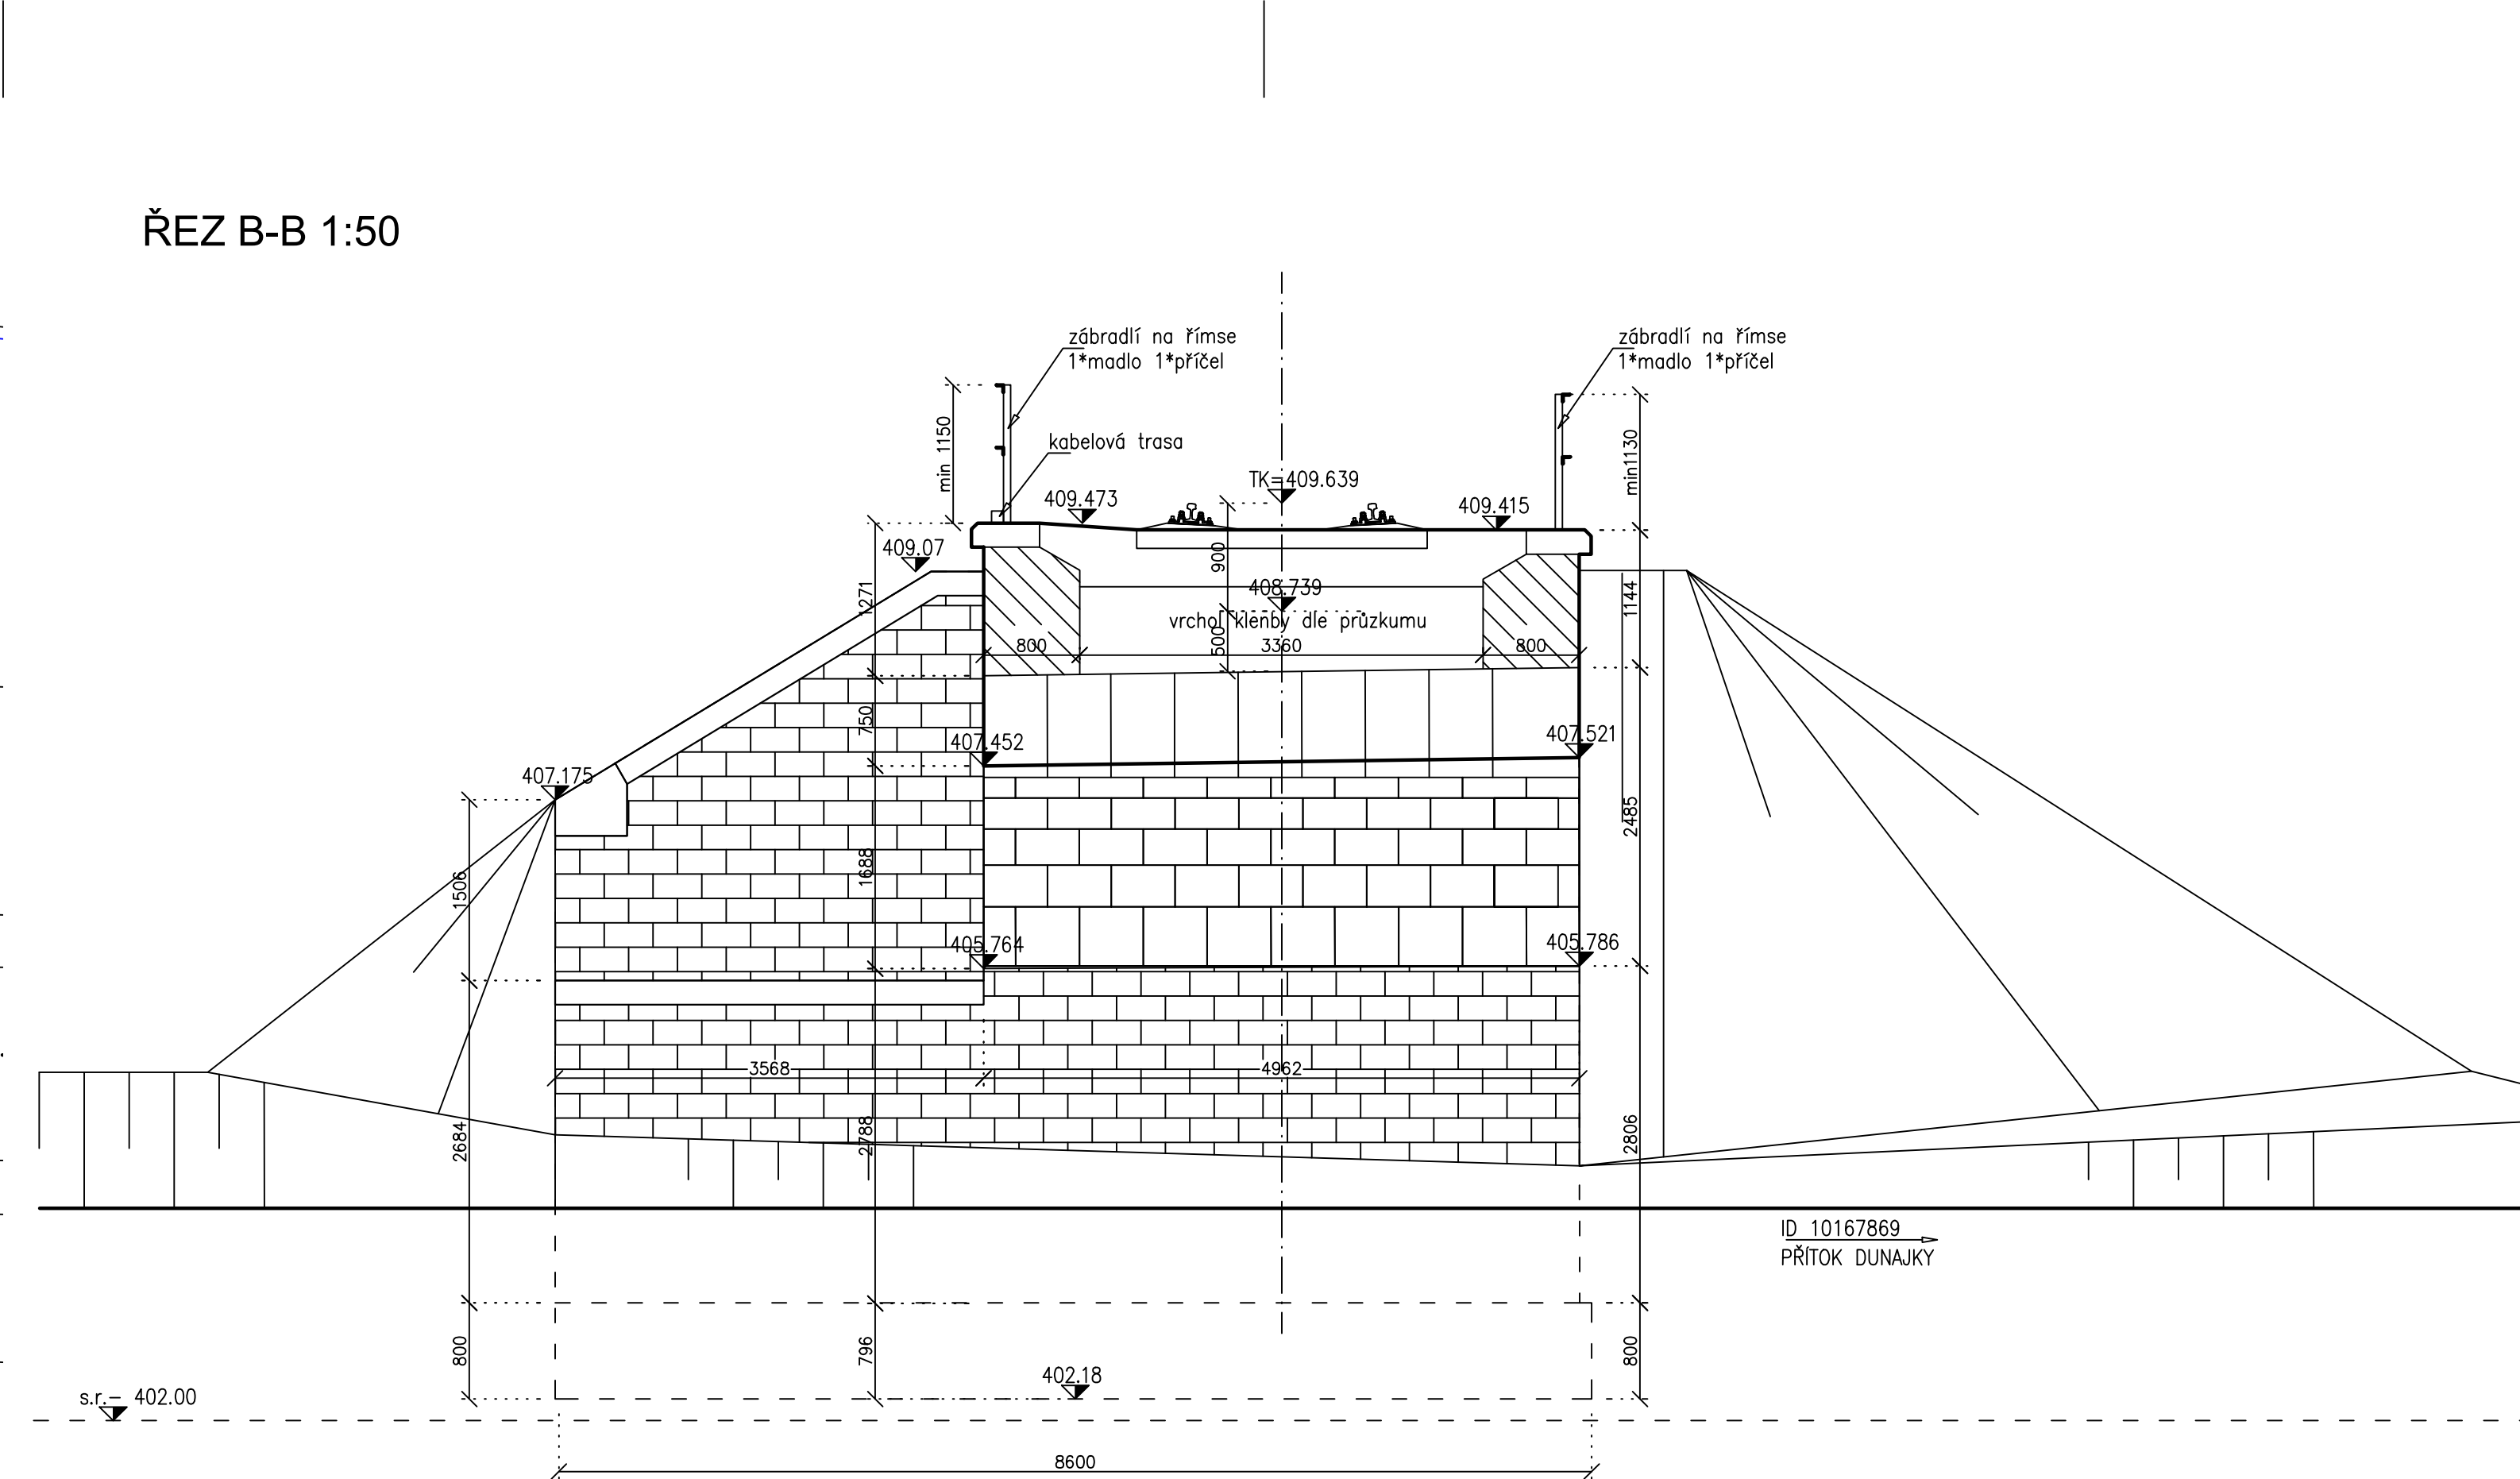 ŘEZ B-B 1:50
zábradlí na římse
1*madlo 1*příčel
zábradlí na římse
1*madlo 1*příčel
kabelová trasa
min 1150
min1130
TK=409.639
409.473
409.415
409.07
900
408.739
vrchol klenby dle průzkumu
500
1271
1144
800
3360
800
750
407.452
407.521
407.175
2485
1688
1506
405.764
405.786
3568
4962
2684
2788
2806
ID 10167869
PŘÍTOK DUNAJKY
800
796
800
402.18
s.r.- 402.00
8600